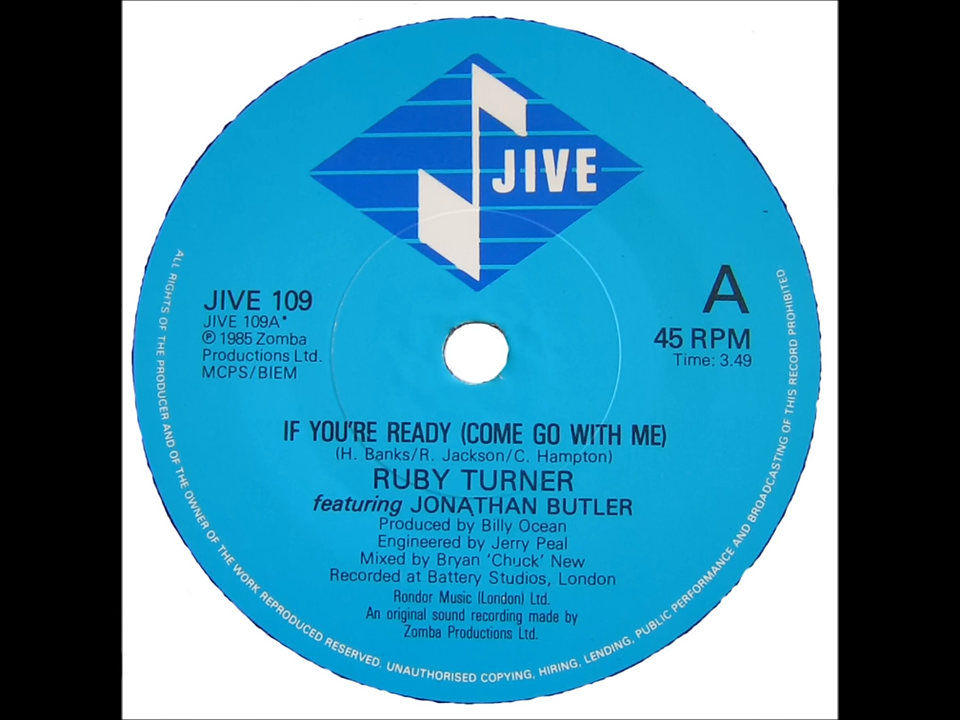 JIVE
A
JIVE 109
JIVE 109A*
℗ 1985 Zomba
Productions Ltd.
MCPS/BIEM
45 RPM
Time: 3.49
IF YOU'RE READY (COME GO WITH ME)
(H. Banks/R. Jackson/C. Hampton)
RUBY TURNER
featuring JONATHAN BUTLER
Produced by Billy Ocean
Engineered by Jerry Peal
Mixed by Bryan 'Chuck' New
Recorded at Battery Studios, London
Rondor Music (London) Ltd.
An original sound recording made by
Zomba Productions Ltd.
ALL RIGHTS OF THE PRODUCER AND OF THE OWNER OF THE WORK REPRODUCED RESERVED. UNAUTHORISED COPYING, HIRING, LENDING, PUBLIC PERFORMANCE AND BROADCASTING OF THIS RECORD PROHIBITED